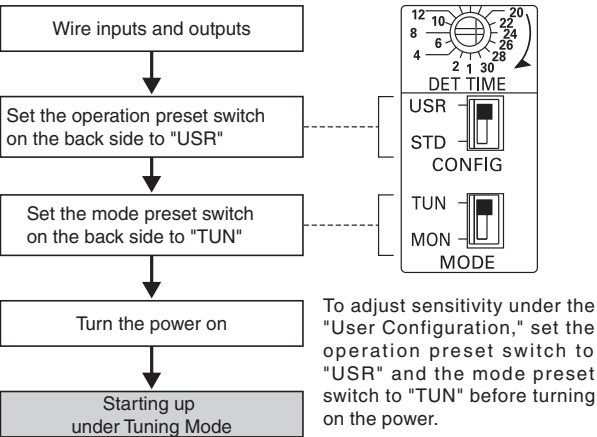 Wire inputs and outputs
Set the operation preset switch
on the back side to "USR"
Set the mode preset switch
on the back side to "TUN"
Turn the power on
Starting up
under Tuning Mode
12 10 8 6 4 2 1 30 28 26 24 22 20
DET TIME
USR
STD
CONFIG
TUN
MON
MODE
To adjust sensitivity under the
"User Configuration," set the
operation preset switch to
"USR" and the mode preset
switch to "TUN" before turning
on the power.